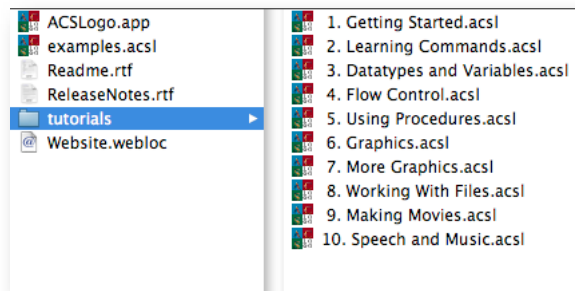 ACSLogo.app
examples.acsl
Readme.rtf
ReleaseNotes.rtf
tutorials
Website.webloc
1. Getting Started.acsl
2. Learning Commands.acsl
3. Datatypes and Variables.acsl
4. Flow Control.acsl
5. Using Procedures.acsl
6. Graphics.acsl
7. More Graphics.acsl
8. Working With Files.acsl
9. Making Movies.acsl
10. Speech and Music.acsl